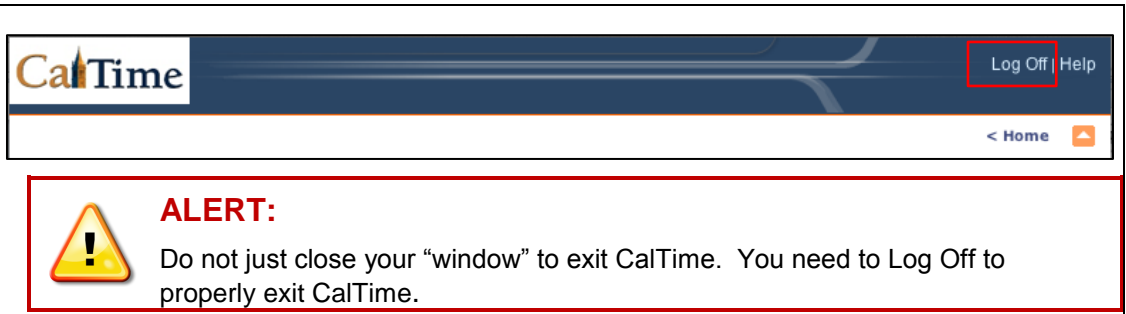 CalTime
Log Off | Help
< Home
ALERT:
Do not just close your “window” to exit CalTime.  You need to Log Off to
properly exit CalTime.